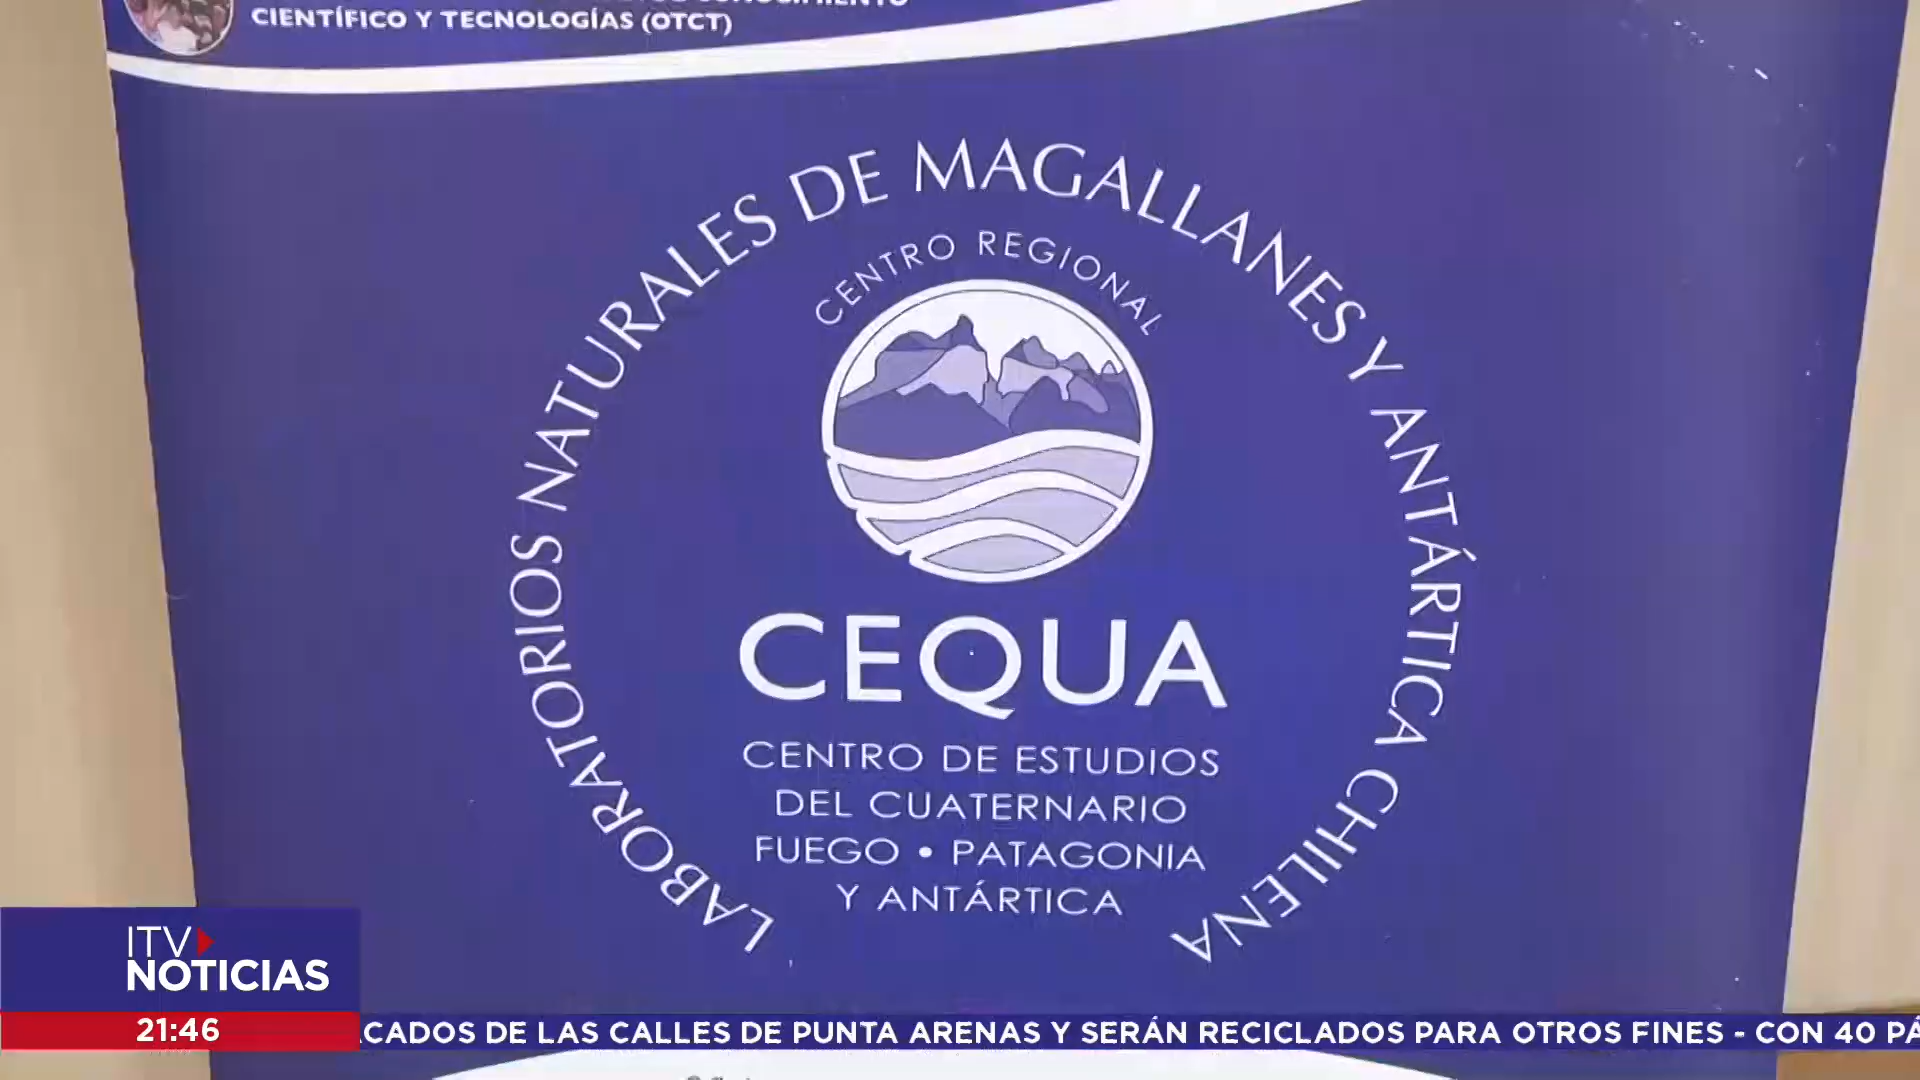 CIENTÍFICO Y TECNOLOGÍAS (OTCT)
LABORATORIOS NATURALES DE MAGALLANES Y ANTÁRTICA CHILENA
CENTRO REGIONAL
CEQUA
CENTRO DE ESTUDIOS
DEL CUATERNARIO
FUEGO • PATAGONIA
Y ANTÁRTICA
ITV
NOTICIAS
21:46
CADOS DE LAS CALLES DE PUNTA ARENAS Y SERÁN RECICLADOS PARA OTROS FINES - CON 40 PÁ